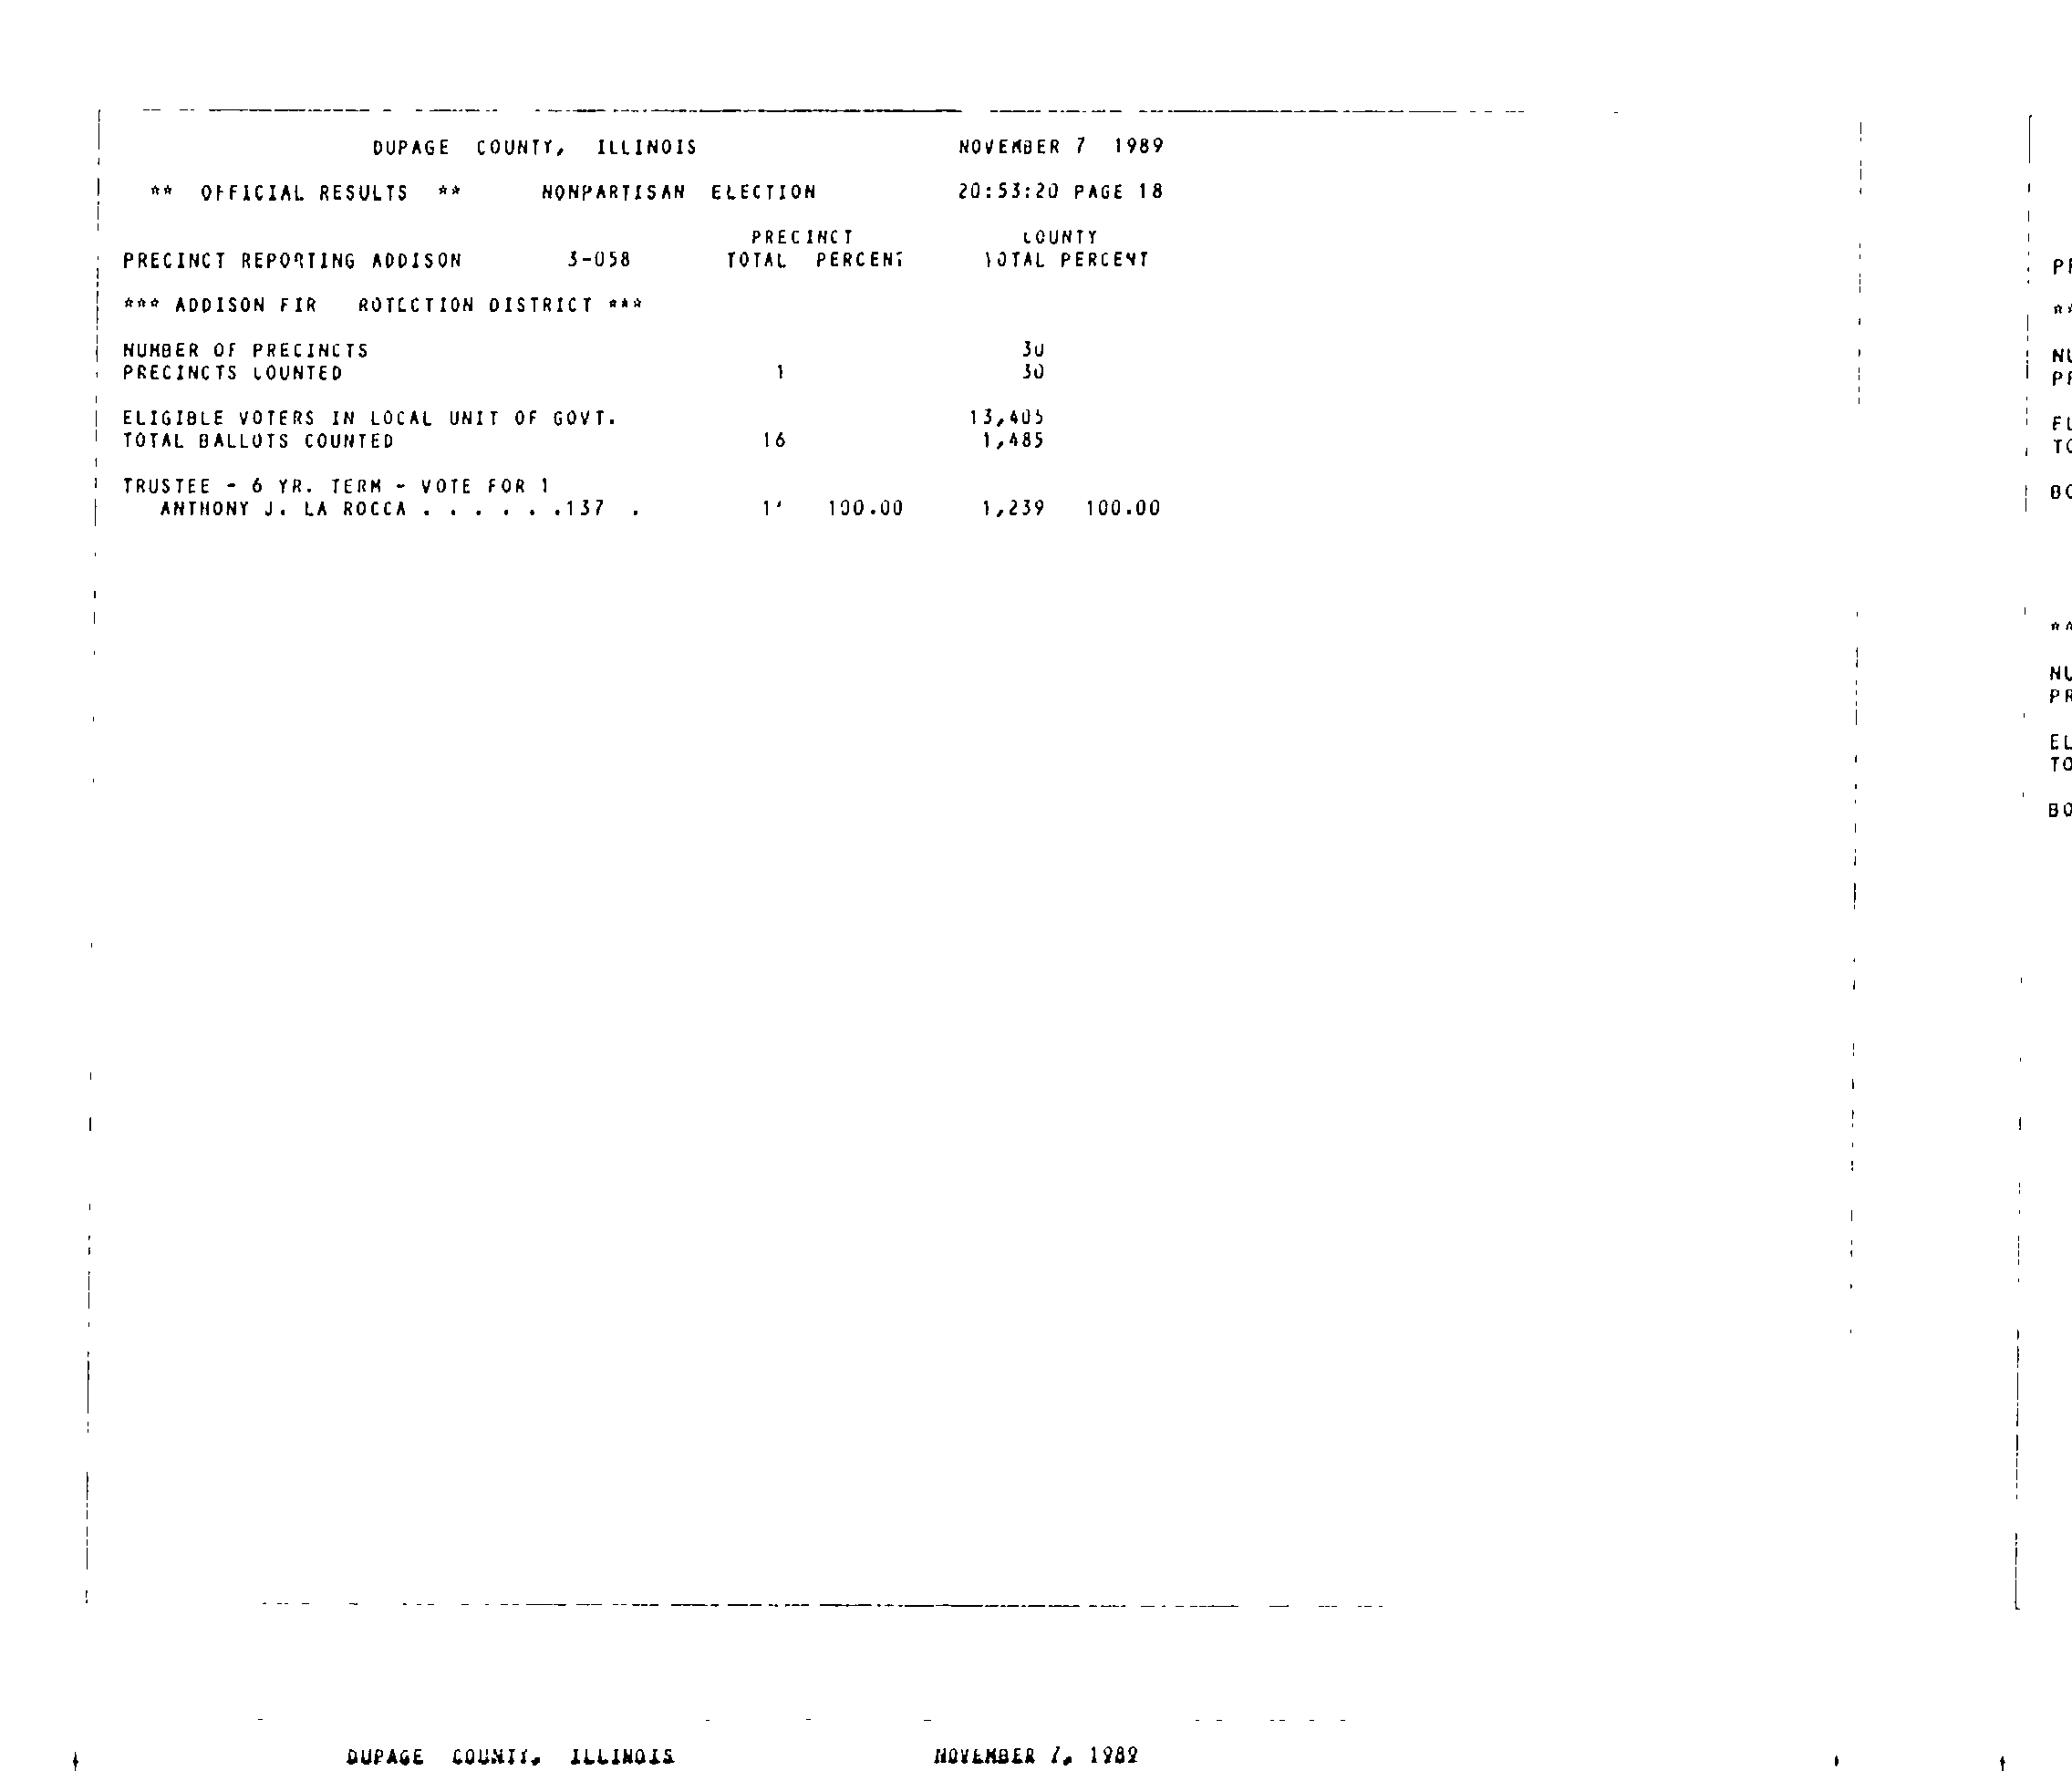 DUPAGE COUNTY, ILLINOIS NOVEMBER 7 1989
** OFFICIAL RESULTS ** NONPARTISAN ELECTION 20:53:20 PAGE 18
PRECINCT COUNTY
PRECINCT REPORTING ADDISON 3-058 TOTAL PERCENT TOTAL PERCENT
*** ADDISON FIR ROTECTION DISTRICT ***
NUMBER OF PRECINCTS 30
PRECINCTS COUNTED 1 30
ELIGIBLE VOTERS IN LOCAL UNIT OF GOVT. 13,405
TOTAL BALLOTS COUNTED 16 1,485
TRUSTEE - 6 YR. TERM - VOTE FOR 1
ANTHONY J. LA ROCCA . . . . . .137 . 100.00 1,239 100.00
PR
**
NU
PR
EL
TO
BO
**
NU
PR
EL
TO
BO
DUPAGE COUNTY, ILLINOIS NOVEMBER 7, 1989